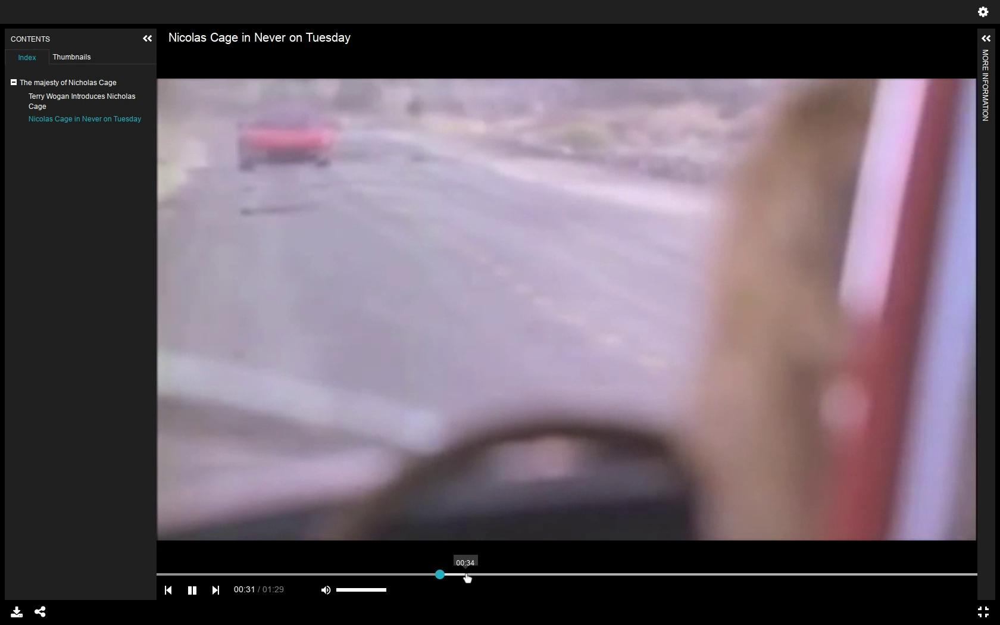 CONTENTS
Index
Thumbnails
The majesty of Nicholas Cage
Terry Wogan Introduces Nicholas
Cage
Nicolas Cage in Never on Tuesday
Nicolas Cage in Never on Tuesday
MORE INFORMATION
00:34
00:31 / 01:29